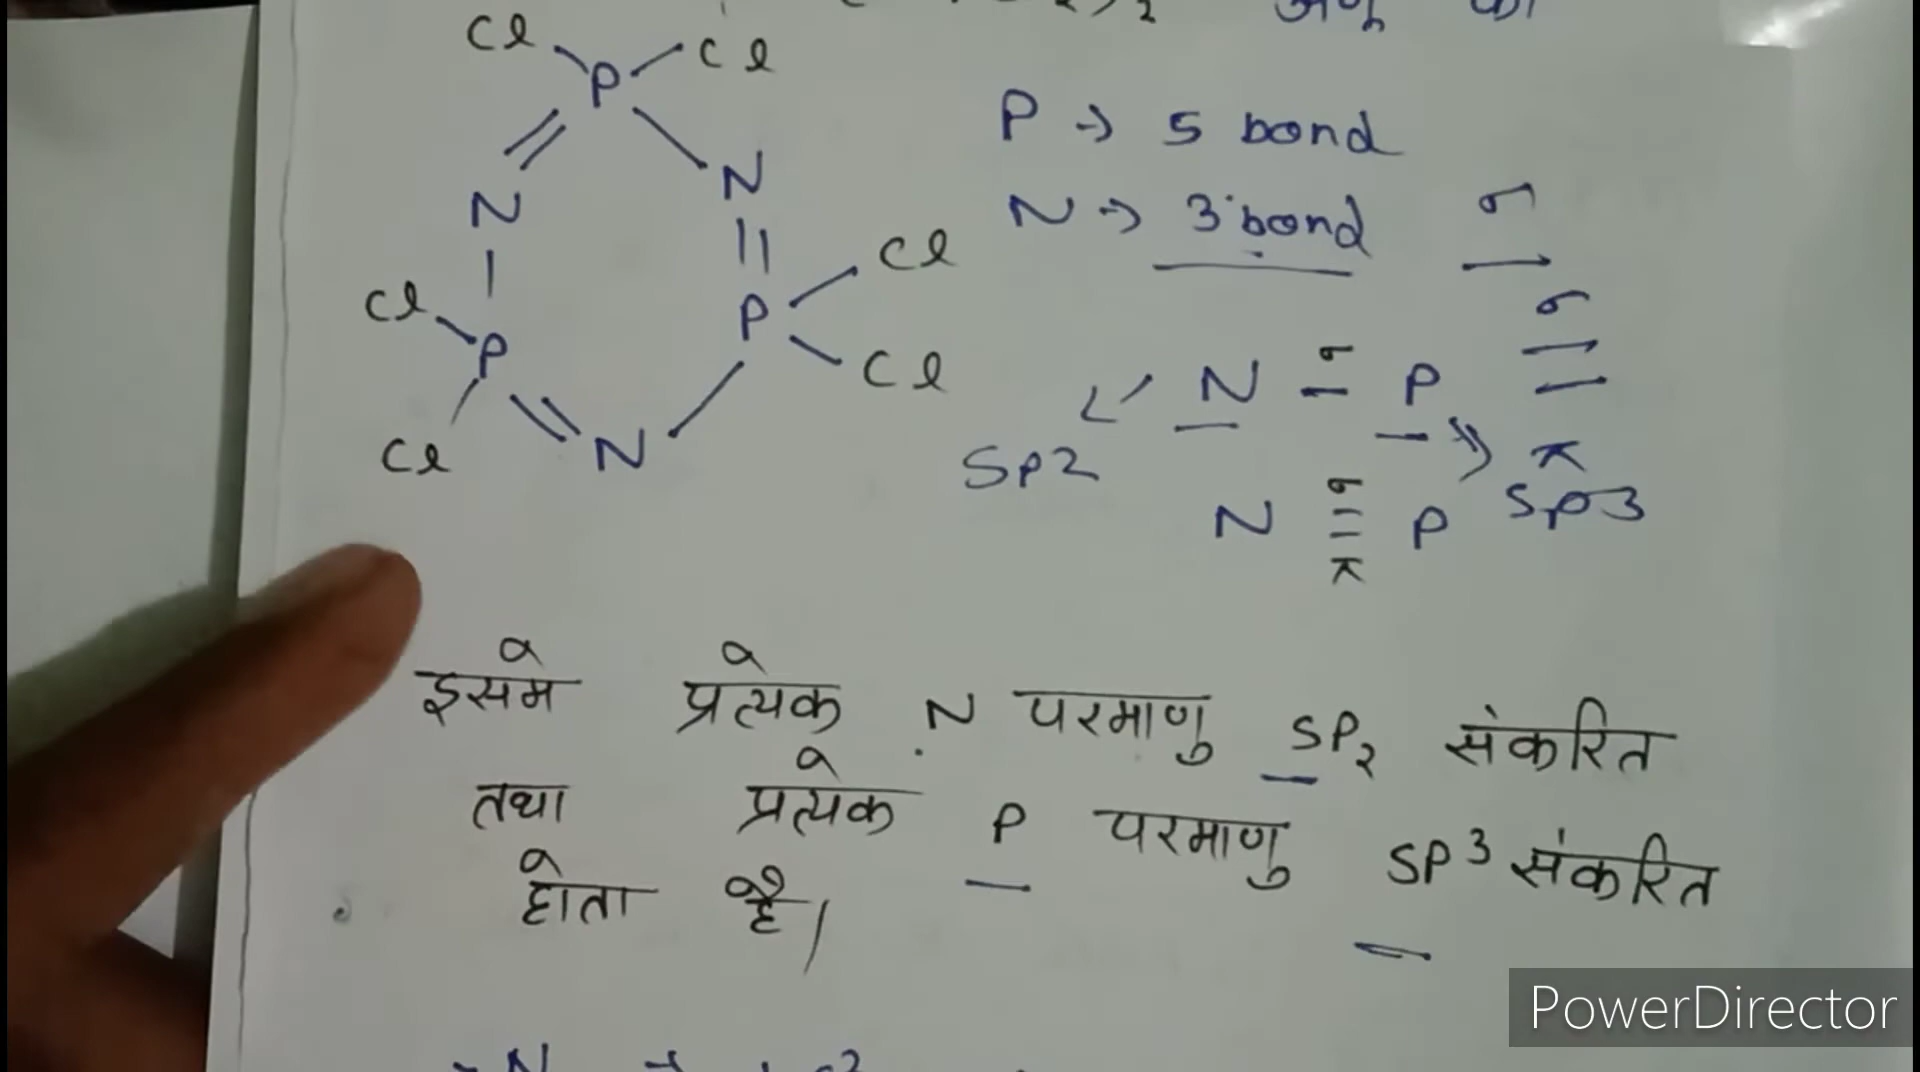 Cl Cl
P
N N
Cl
Cl P P
Cl Cl
N
P → 5 bond
N → 3 bond σ
σ
N σ P
sp2 π
N σ P sp3
π
इसमे प्रत्येक N परमाणु SP2 संकरित
तथा प्रत्येक P परमाणु SP³ संकरित
होता है।
PowerDirector